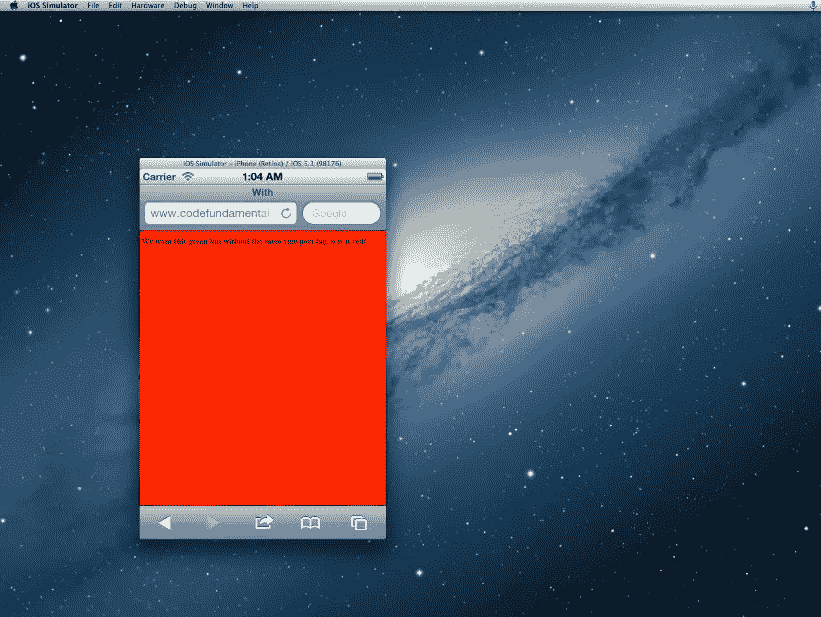 iOS Simulator File Edit Hardware Debug Window Help
iOS Simulator - iPhone (Retina) / iOS 5.1 (9B176)
Carrier 1:04 AM
With
www.codefundamental Google